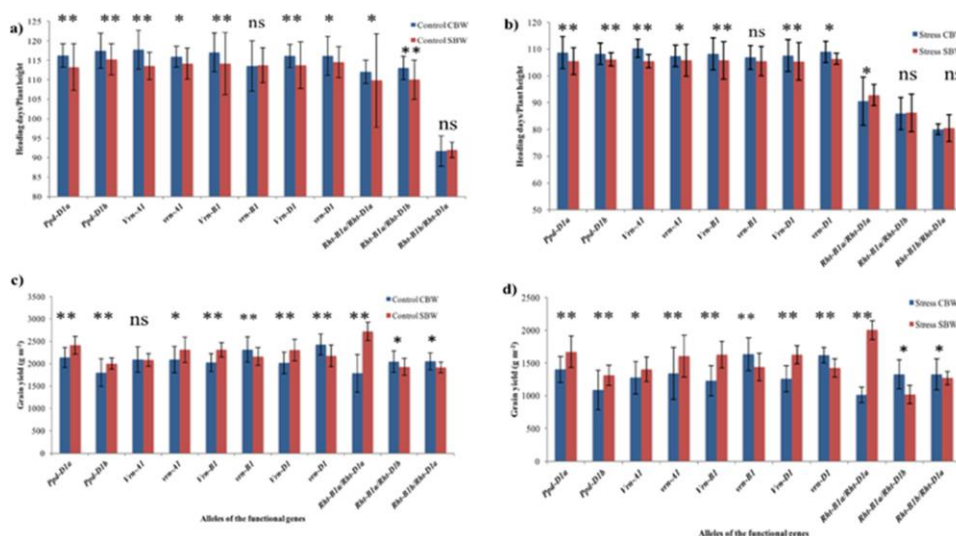 a)
** ** ** * ** ns ** * * ** ns
Control CBW
Control SBW
Heading days/Plant height
125
120
115
110
105
100
95
90
85
80
Ppd-D1a Ppd-D1b Vrn-A1 vrn-A1 Vrn-B1 vrn-B1 Vrn-D1 vrn-D1 Rht-B1a/Rht-D1a Rht-B1a/Rht-D1b Rht-B1b/Rht-D1a
b)
** ** ** * ** ns ** * * ns ns
Stress CBW
Stress SBW
Heading days/Plant height
120
110
100
90
80
70
60
50
Ppd-D1a Ppd-D1b Vrn-A1 vrn-A1 Vrn-B1 vrn-B1 Vrn-D1 vrn-D1 Rht-B1a/Rht-D1a Rht-B1a/Rht-D1b Rht-B1b/Rht-D1a
c)
** ** ns * ** ** ** ** ** * *
Control CBW
Control SBW
Grain yield (g m-²)
3500
3000
2500
2000
1500
1000
500
0
Ppd-D1a Ppd-D1b Vrn-A1 vrn-A1 Vrn-B1 vrn-B1 Vrn-D1 vrn-D1 Rht-B1a/Rht-D1a Rht-B1a/Rht-D1b Rht-B1b/Rht-D1a
Alleles of the functional genes
d)
** ** * ** ** ** ** ** ** * *
Stress CBW
Stress SBW
Grain yield (g m-²)
2500
2000
1500
1000
500
0
Ppd-D1a Ppd-D1b Vrn-A1 vrn-A1 Vrn-B1 vrn-B1 Vrn-D1 vrn-D1 Rht-B1a/Rht-D1a Rht-B1a/Rht-D1b Rht-B1b/Rht-D1a
Alleles of the functional genes